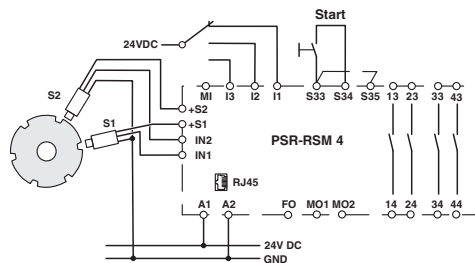 Start
24VDC
S2
S1
MI I3 I2 I1 S33 S34 S35 13 23 33 43
+S2
+S1
IN2
IN1
PSR-RSM 4
RJ45
A1 A2 FO MO1 MO2 14 24 34 44
24V DC
GND